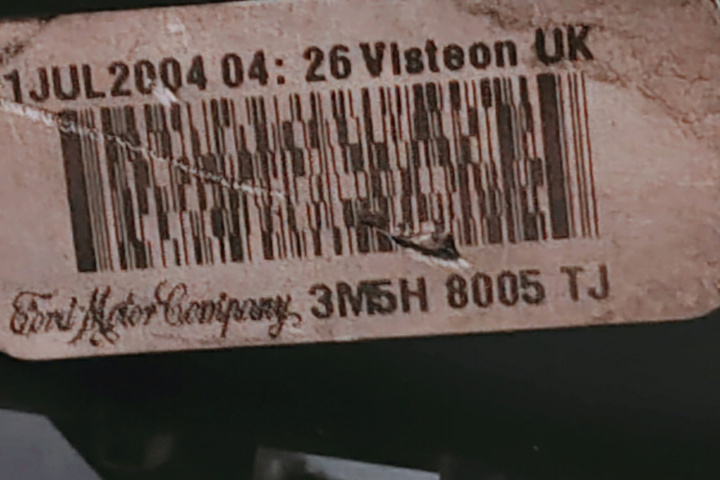 1JUL2004 04: 26 Visteon UK
Ford Motor Company 3M5H 8005 TJ